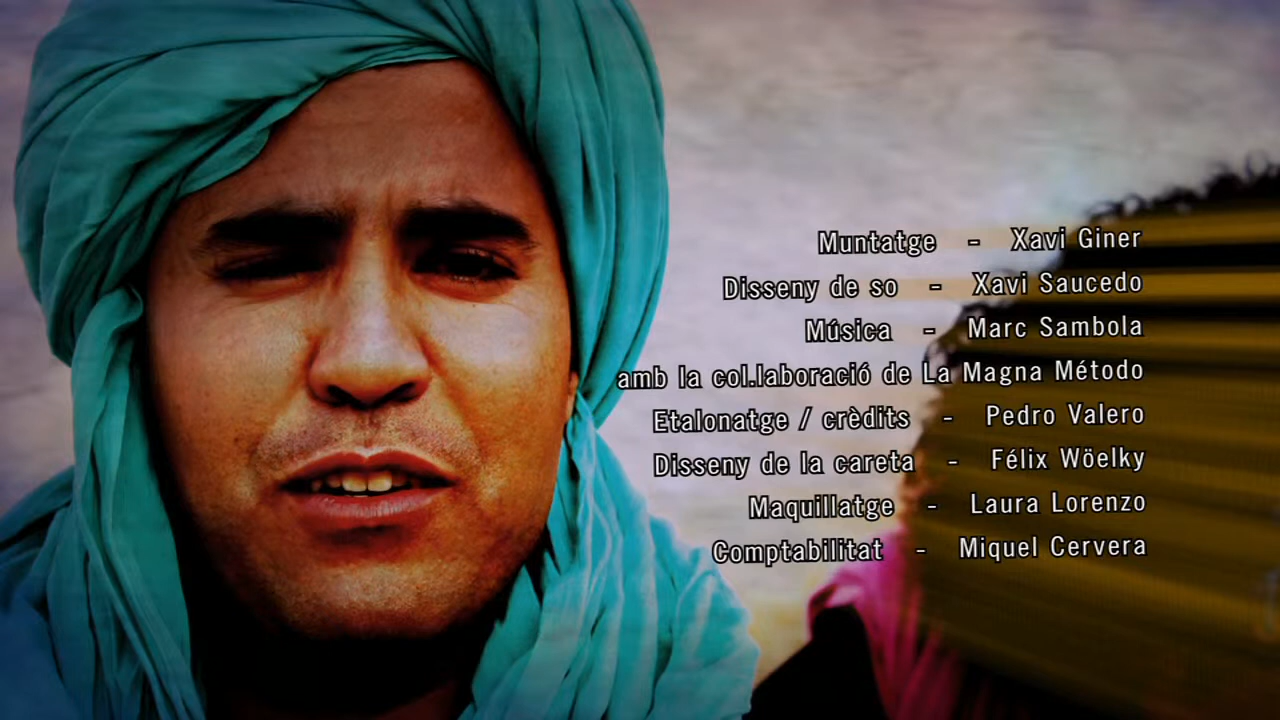 Muntatge - Xavi Giner
Disseny de so - Xavi Saucedo
Música - Marc Sambola
amb la col.laboració de La Magna Método
Etalonatge / crèdits - Pedro Valero
Disseny de la careta - Félix Wöelky
Maquillatge - Laura Lorenzo
Comptabilitat - Miquel Cervera